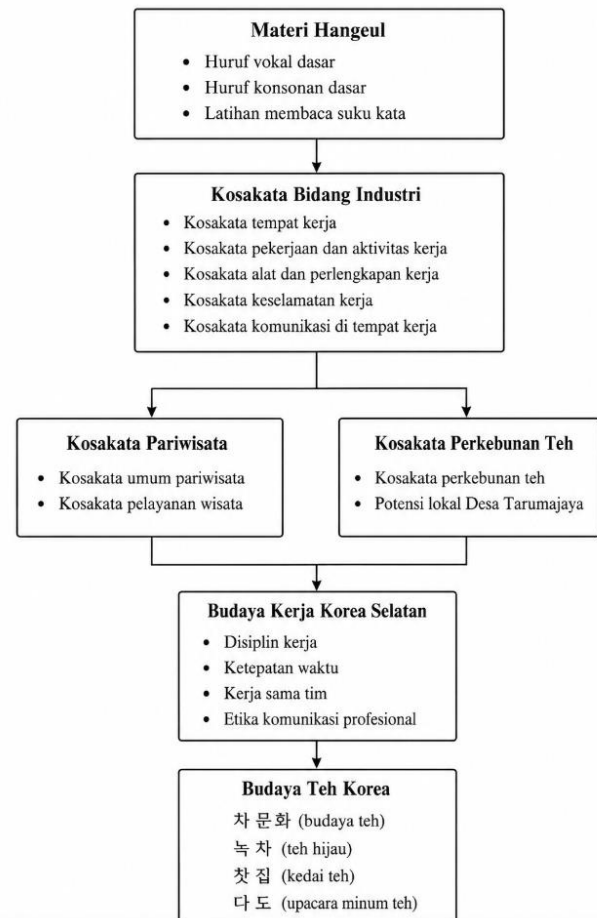 Materi Hangeul
• Huruf vokal dasar
• Huruf konsonan dasar
• Latihan membaca suku kata
Kosakata Bidang Industri
• Kosakata tempat kerja
• Kosakata pekerjaan dan aktivitas kerja
• Kosakata alat dan perlengkapan kerja
• Kosakata keselamatan kerja
• Kosakata komunikasi di tempat kerja
Kosakata Pariwisata
• Kosakata umum pariwisata
• Kosakata pelayanan wisata
Kosakata Perkebunan Teh
• Kosakata perkebunan teh
• Potensi lokal Desa Tarumajaya
Budaya Kerja Korea Selatan
• Disiplin kerja
• Ketepatan waktu
• Kerja sama tim
• Etika komunikasi profesional
Budaya Teh Korea
차 문화 (budaya teh)
녹차 (teh hijau)
찻집 (kedai teh)
다도 (upacara minum teh)